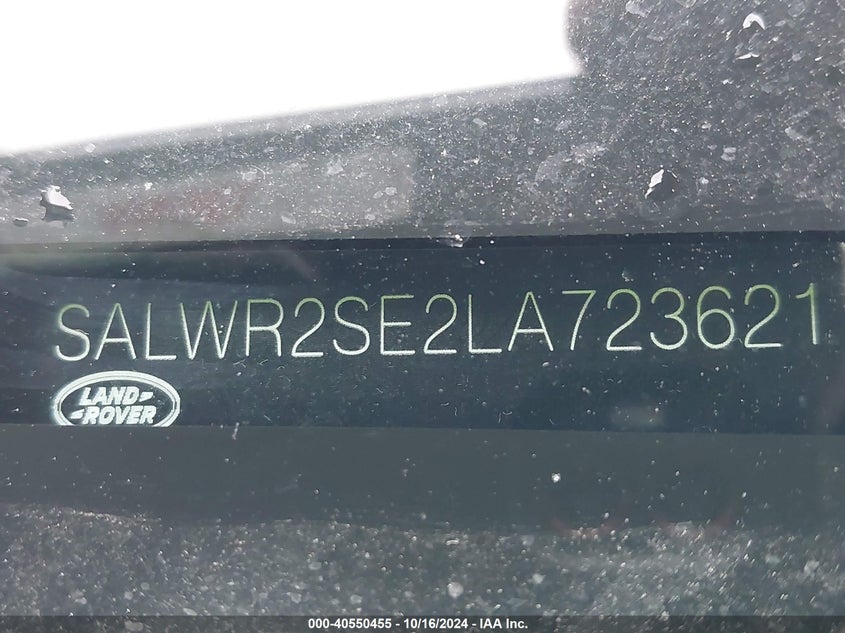 SALWR2SE2LA723621
LAND-
-ROVER
000-40550455 - 10/16/2024 - IAA Inc.